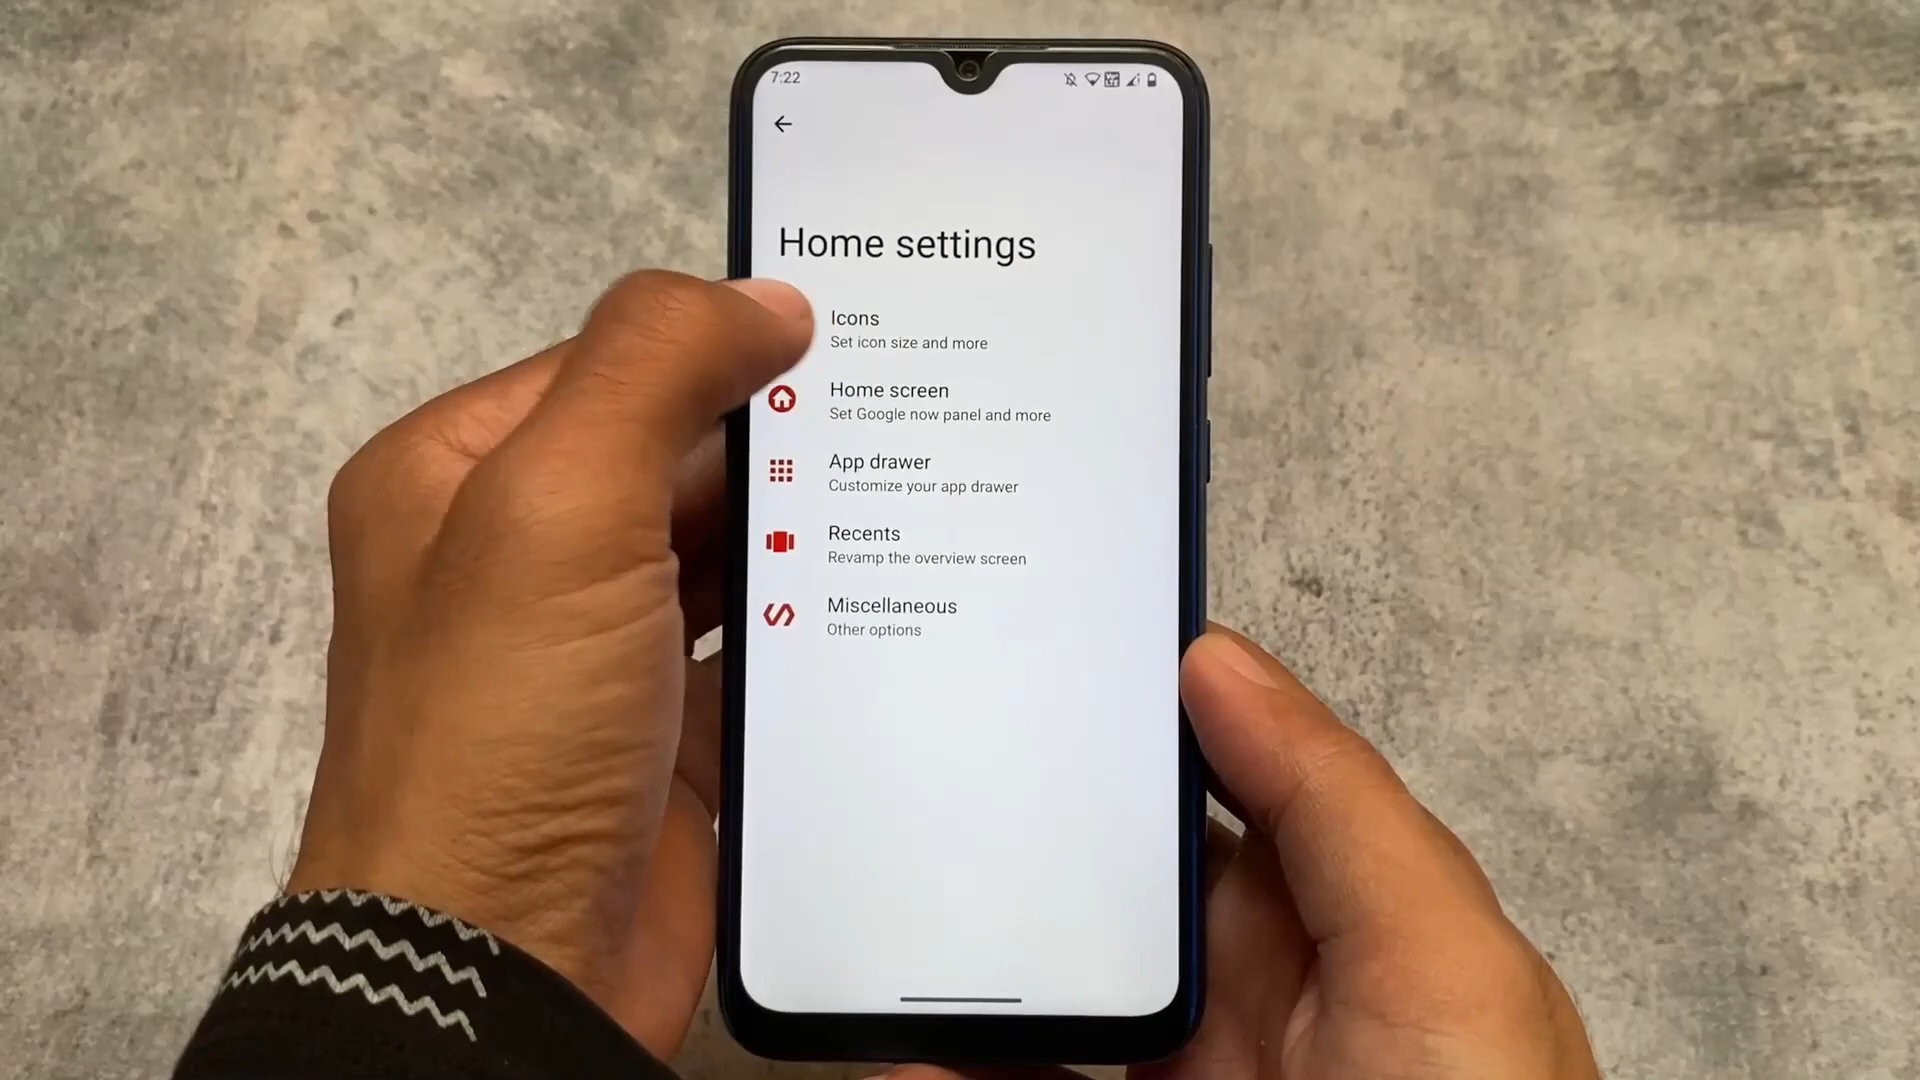 7:22
Home settings
Icons
Set icon size and more
Home screen
Set Google now panel and more
App drawer
Customize your app drawer
Recents
Revamp the overview screen
Miscellaneous
Other options